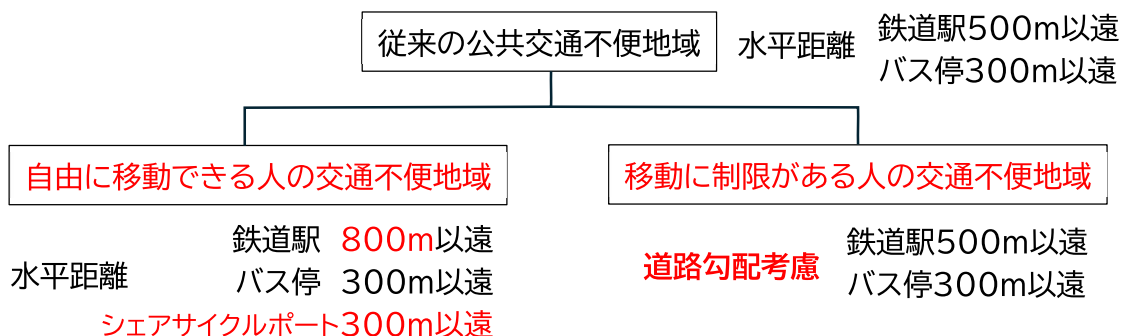 従来の公共交通不便地域
水平距離
鉄道駅500m以遠
バス停300m以遠
自由に移動できる人の交通不便地域
水平距離
鉄道駅 800m以遠
バス停 300m以遠
シェアサイクルポート300m以遠
移動に制限がある人の交通不便地域
道路勾配考慮
鉄道駅500m以遠
バス停300m以遠